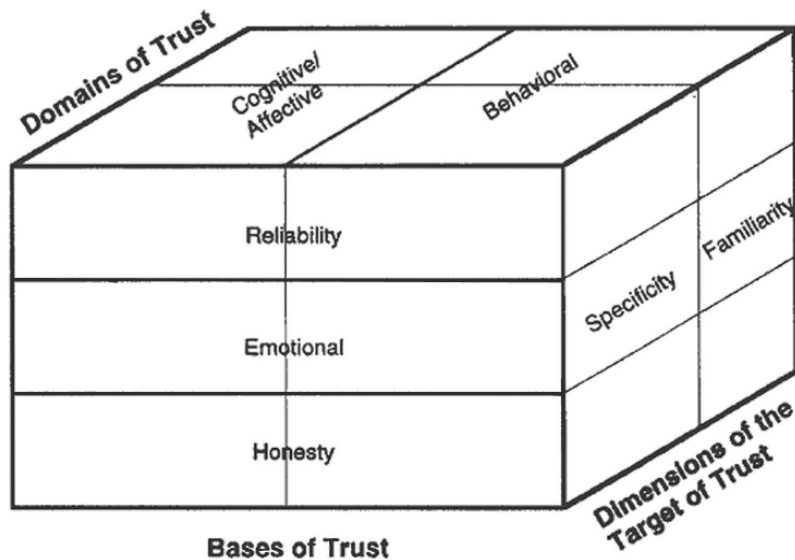 Domains of Trust
Cognitive/
Affective
Behavioral
Reliability
Emotional
Honesty
Specificity
Familiarity
Bases of Trust
Dimensions of the
Target of Trust